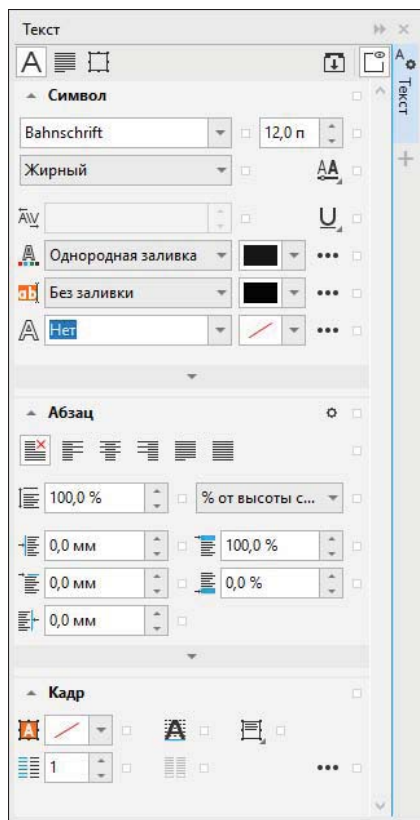 Текст
Текст
Символ
Bahnschrift
12,0 п
Жирный
Однородная заливка
Без заливки
Нет
Абзац
100,0 %
% от высоты с...
0,0 мм
100,0 %
0,0 мм
0,0 %
0,0 мм
Кадр
1